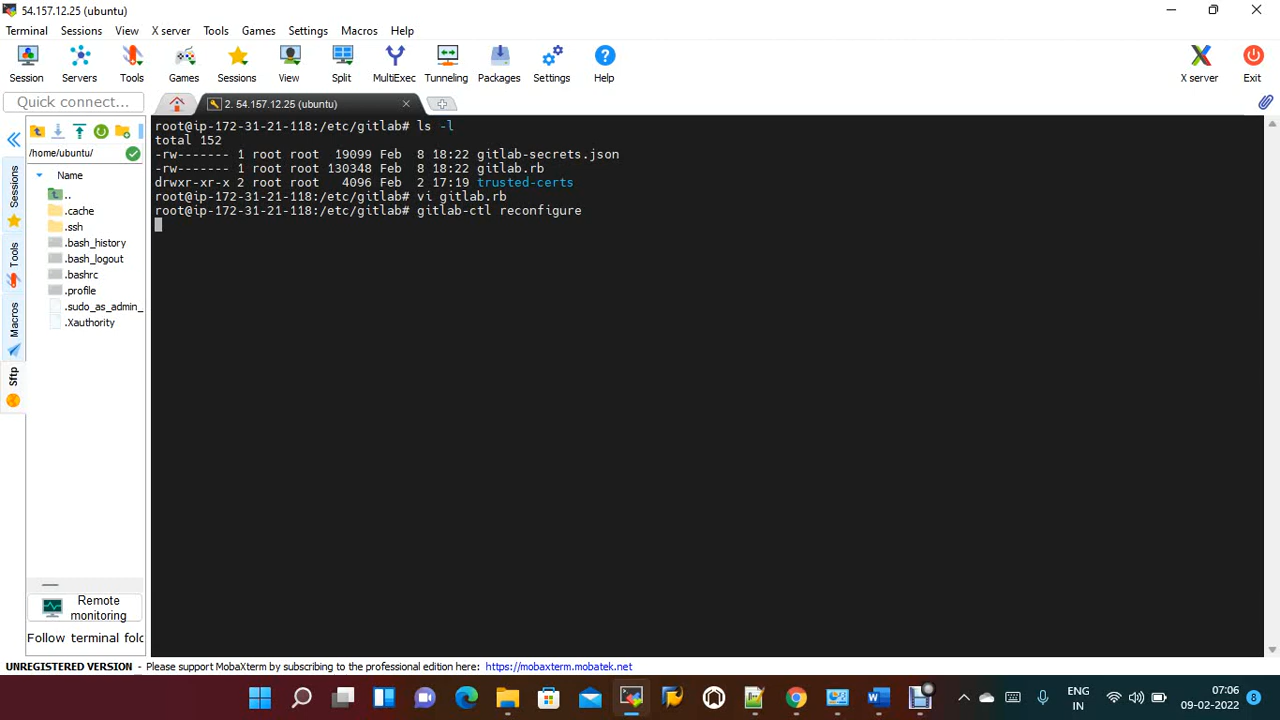 54.157.12.25 (ubuntu)
Terminal Sessions View X server Tools Games Settings Macros Help
Session Servers Tools Games Sessions View Split MultiExec Tunneling Packages Settings Help X server Exit
Quick connect...
2. 54.157.12.25 (ubuntu)
/home/ubuntu/
Name
..
.cache
.ssh
.bash_history
.bash_logout
.bashrc
.profile
.sudo_as_admin_
.Xauthority
Sessions
Tools
Macros
Sftp
Remote
monitoring
Follow terminal fold
root@ip-172-31-21-118:/etc/gitlab# ls -l
total 152
-rw------- 1 root root 19099 Feb 8 18:22 gitlab-secrets.json
-rw------- 1 root root 130348 Feb 8 18:22 gitlab.rb
drwxr-xr-x 2 root root 4096 Feb 2 17:19 trusted-certs
root@ip-172-31-21-118:/etc/gitlab# vi gitlab.rb
root@ip-172-31-21-118:/etc/gitlab# gitlab-ctl reconfigure
UNREGISTERED VERSION - Please support MobaXterm by subscribing to the professional edition here: https://mobaxterm.mobatek.net
ENG
IN
07:06
09-02-2022
8